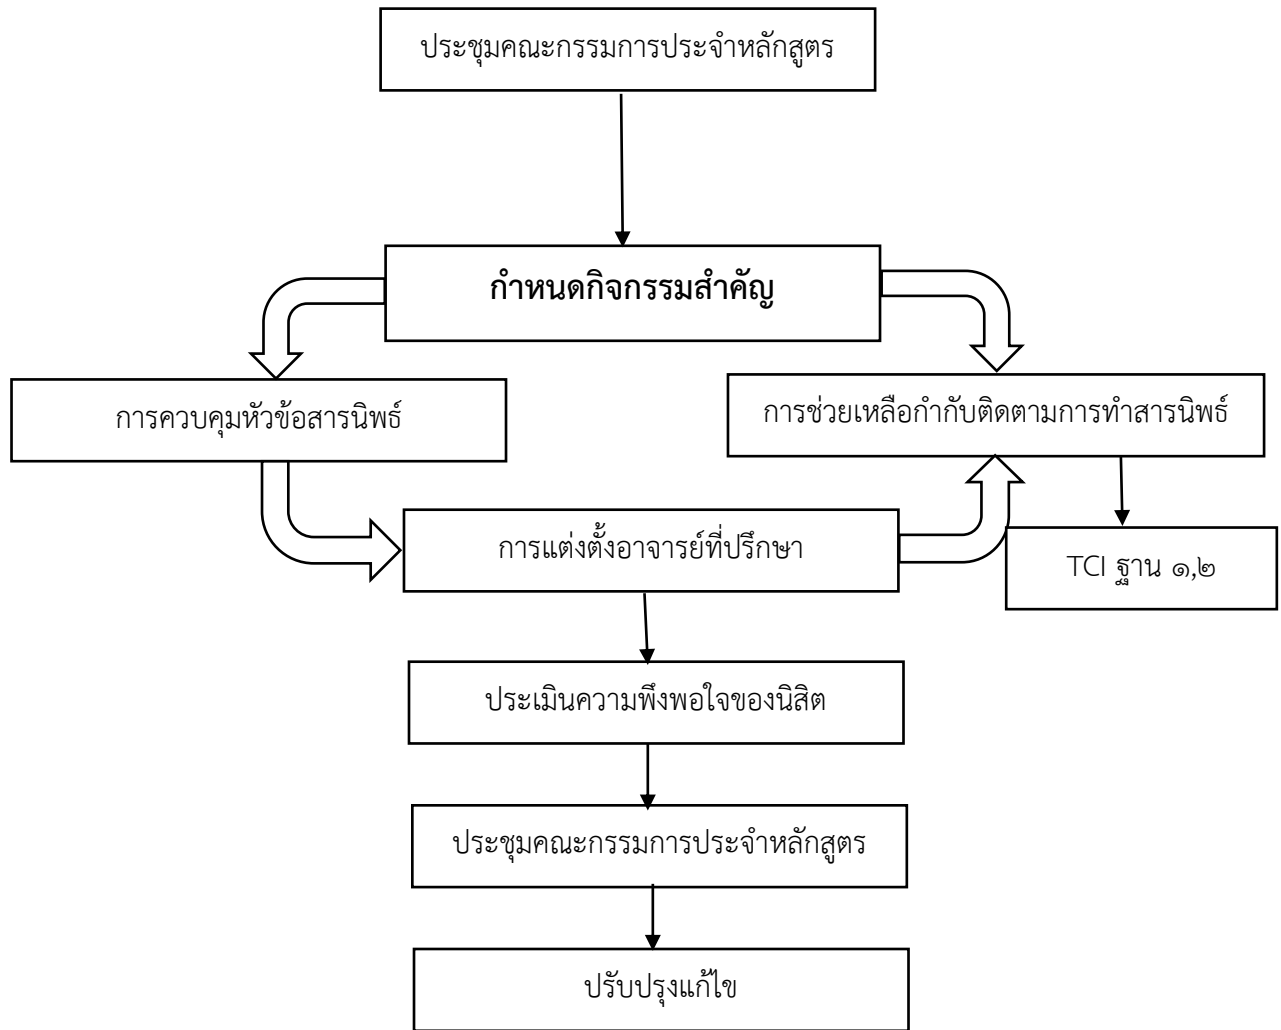 ประชุมคณะกรรมการประจำหลักสูตร
กำหนดกิจกรรมสำคัญ
การควบคุมหัวข้อสารนิพธ์
การช่วยเหลือกำกับติดตามการทำสารนิพธ์
การแต่งตั้งอาจารย์ที่ปรึกษา
TCI ฐาน ๑,๒
ประเมินความพึงพอใจของนิสิต
ประชุมคณะกรรมการประจำหลักสูตร
ปรับปรุงแก้ไข